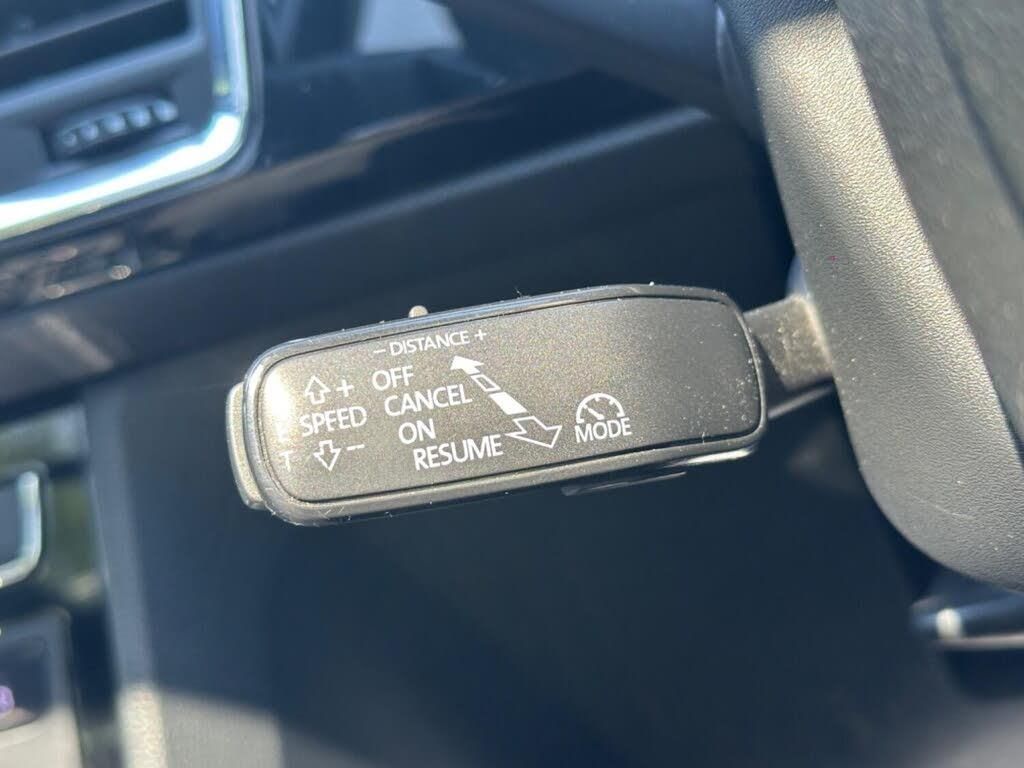 – DISTANCE +
OFF
CANCEL
ON
RESUME
+
SPEED
–
T
MODE